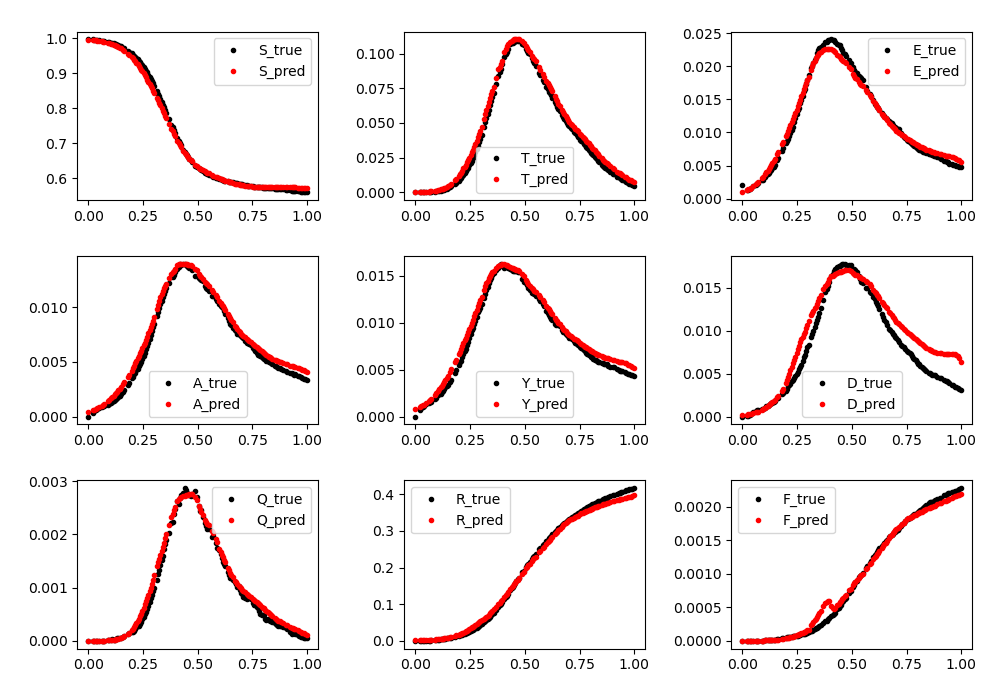 1.0
0.9
0.8
0.7
0.6
0.00 0.25 0.50 0.75 1.00
S_true
S_pred
0.100
0.075
0.050
0.025
0.000
0.00 0.25 0.50 0.75 1.00
T_true
T_pred
0.025
0.020
0.015
0.010
0.005
0.000
0.00 0.25 0.50 0.75 1.00
E_true
E_pred
0.010
0.005
0.000
0.00 0.25 0.50 0.75 1.00
A_true
A_pred
0.015
0.010
0.005
0.000
0.00 0.25 0.50 0.75 1.00
Y_true
Y_pred
0.015
0.010
0.005
0.000
0.00 0.25 0.50 0.75 1.00
D_true
D_pred
0.003
0.002
0.001
0.000
0.00 0.25 0.50 0.75 1.00
Q_true
Q_pred
0.4
0.3
0.2
0.1
0.0
0.00 0.25 0.50 0.75 1.00
R_true
R_pred
0.0020
0.0015
0.0010
0.0005
0.0000
0.00 0.25 0.50 0.75 1.00
F_true
F_pred